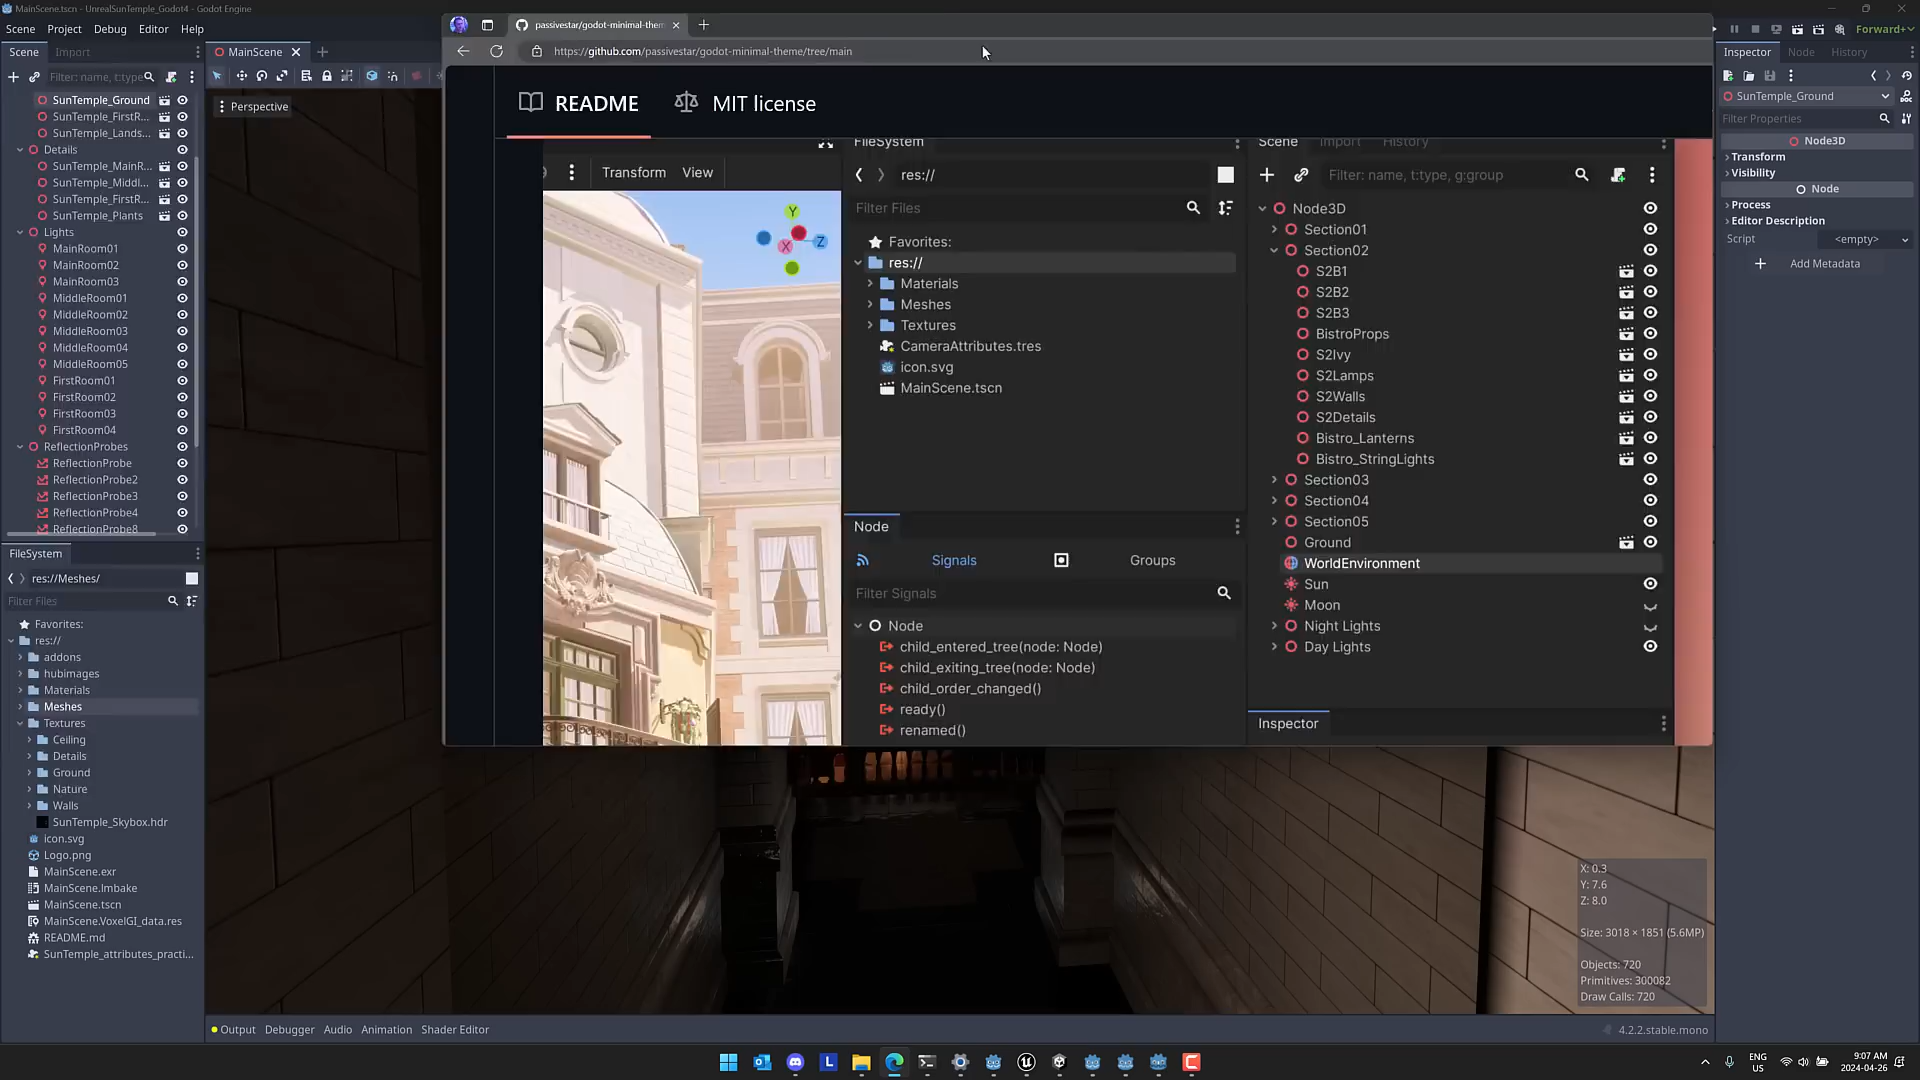 MainScene.tscn - UnrealSunTemple_Godot4 - Godot Engine
Scene Project Debug Editor Help
Forward+
passivestar/godot-minimal-them
https://github.com/passivestar/godot-minimal-theme/tree/main
Scene Import
MainScene
Filter: name, t:type
Perspective
SunTemple_Ground
SunTemple_FirstR...
SunTemple_Lands...
Details
SunTemple_MainR...
SunTemple_Middl...
SunTemple_FirstR...
SunTemple_Plants
Lights
MainRoom01
MainRoom02
MainRoom03
MiddleRoom01
MiddleRoom02
MiddleRoom03
MiddleRoom04
MiddleRoom05
FirstRoom01
FirstRoom02
FirstRoom03
FirstRoom04
ReflectionProbes
ReflectionProbe
ReflectionProbe2
ReflectionProbe3
ReflectionProbe4
ReflectionProbe8
FileSystem
res://Meshes/
Filter Files
Favorites:
res://
addons
hubimages
Materials
Meshes
Textures
Ceiling
Details
Ground
Nature
Walls
SunTemple_Skybox.hdr
icon.svg
Logo.png
MainScene.exr
MainScene.lmbake
MainScene.tscn
MainScene.VoxelGI_data.res
README.md
SunTemple_attributes_practi...
README MIT license
Transform View
Y
X
Z
FileSystem
res://
Filter Files
Favorites:
res://
Materials
Meshes
Textures
CameraAttributes.tres
icon.svg
MainScene.tscn
Node
Signals Groups
Filter Signals
Node
child_entered_tree(node: Node)
child_exiting_tree(node: Node)
child_order_changed()
ready()
renamed()
Scene Import History
Filter: name, t:type, g:group
Node3D
Section01
Section02
S2B1
S2B2
S2B3
BistroProps
S2Ivy
S2Lamps
S2Walls
S2Details
Bistro_Lanterns
Bistro_StringLights
Section03
Section04
Section05
Ground
WorldEnvironment
Sun
Moon
Night Lights
Day Lights
Inspector
Inspector Node History
SunTemple_Ground
Filter Properties
Node3D
Transform
Visibility
Node
Process
Editor Description
Script <empty>
Add Metadata
X: 0.3
Y: 7.6
Z: 8.0
Size: 3018 × 1851 (5.6MP)
Objects: 720
Primitives: 300082
Draw Calls: 720
Output Debugger Audio Animation Shader Editor
4.2.2.stable.mono
L
ENG
US
9:07 AM
2024-04-26